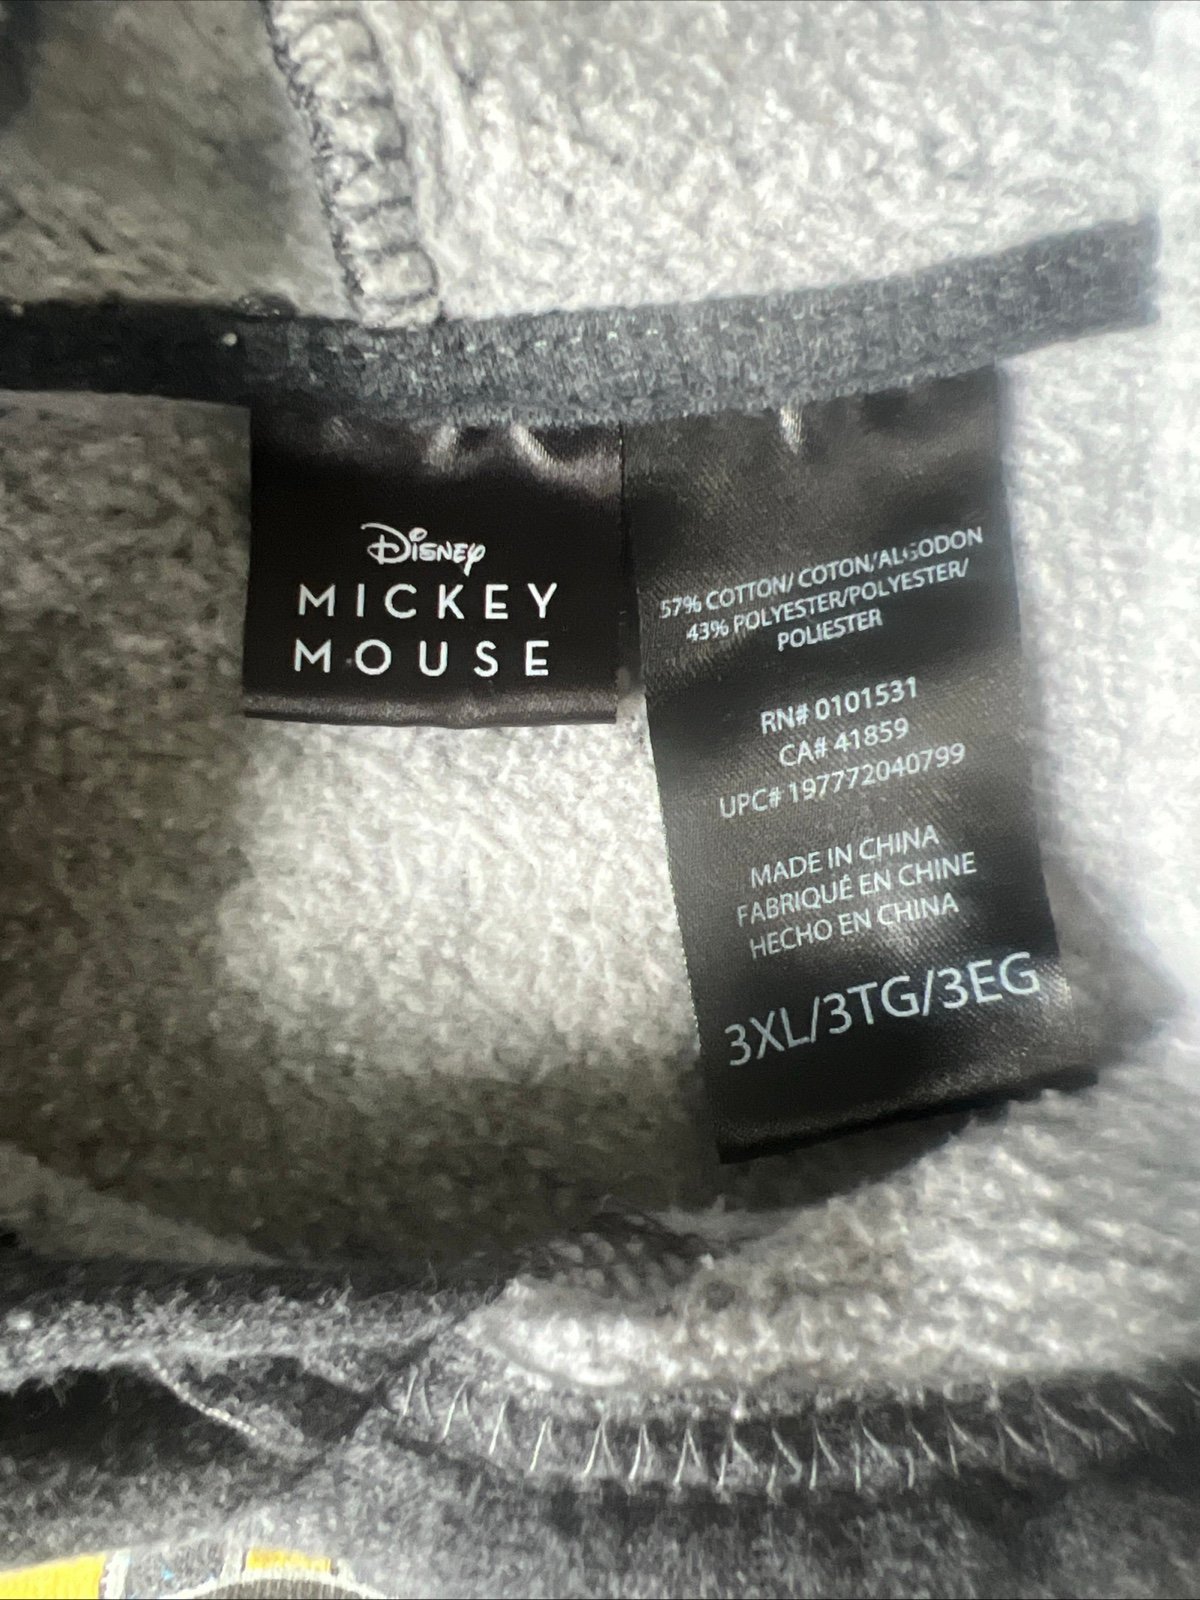 Disney
MICKEY
MOUSE
57% COTTON/ COTON/ALGODON
43% POLYESTER/POLYESTER/
POLIESTER
RN# 0101531
CA# 41859
UPC# 197772040799
MADE IN CHINA
FABRIQUÉ EN CHINE
HECHO EN CHINA
3XL/3TG/3EG